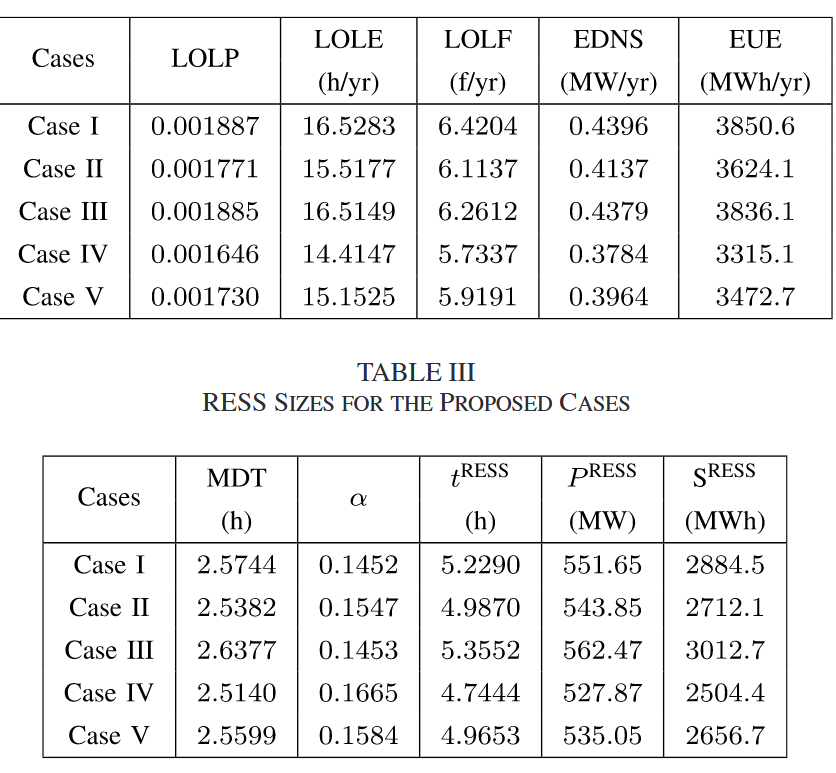 Cases LOLP LOLE (h/yr) LOLF (f/yr) EDNS (MW/yr) EUE (MWh/yr)
Case I 0.001887 16.5283 6.4204 0.4396 3850.6
Case II 0.001771 15.5177 6.1137 0.4137 3624.1
Case III 0.001885 16.5149 6.2612 0.4379 3836.1
Case IV 0.001646 14.4147 5.7337 0.3784 3315.1
Case V 0.001730 15.1525 5.9191 0.3964 3472.7
TABLE III
RESS SIZES FOR THE PROPOSED CASES
Cases MDT (h) α t^RESS (h) P^RESS (MW) S^RESS (MWh)
Case I 2.5744 0.1452 5.2290 551.65 2884.5
Case II 2.5382 0.1547 4.9870 543.85 2712.1
Case III 2.6377 0.1453 5.3552 562.47 3012.7
Case IV 2.5140 0.1665 4.7444 527.87 2504.4
Case V 2.5599 0.1584 4.9653 535.05 2656.7